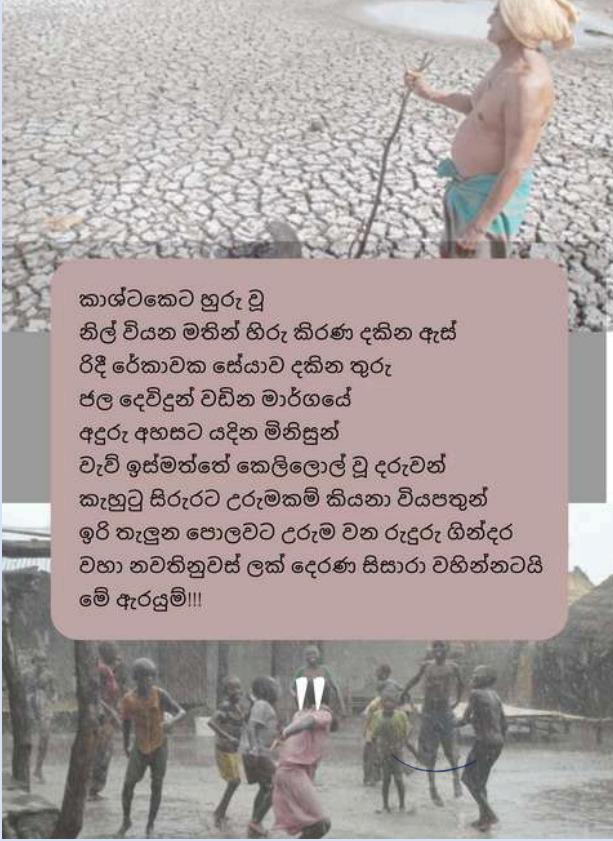 කාශ්ටකෙට හුරු වූ
නිල් වියන මතින් හිරු කිරණ දකින ඇස්
රිදී රේකාවක සේයාව දකින තුරු
ජල දෙවිඳුන් වඩින මාර්ගයේ
අඳුරු අහසට යදින මිනිසුන්
වැව් ඉස්මත්තේ කෙලිලොල් වූ දරුවන්
කැහුටු සිරුරට උරුමකම් කියනා වියපතුන්
ඉරි තැලුන පොලවට උරුම වන රුදුරු ගින්දර
වහා නවතිනුවස් ලක් දෙරණ සිසාරා වහින්නටයි
මේ ඇරයුම්!!!
"